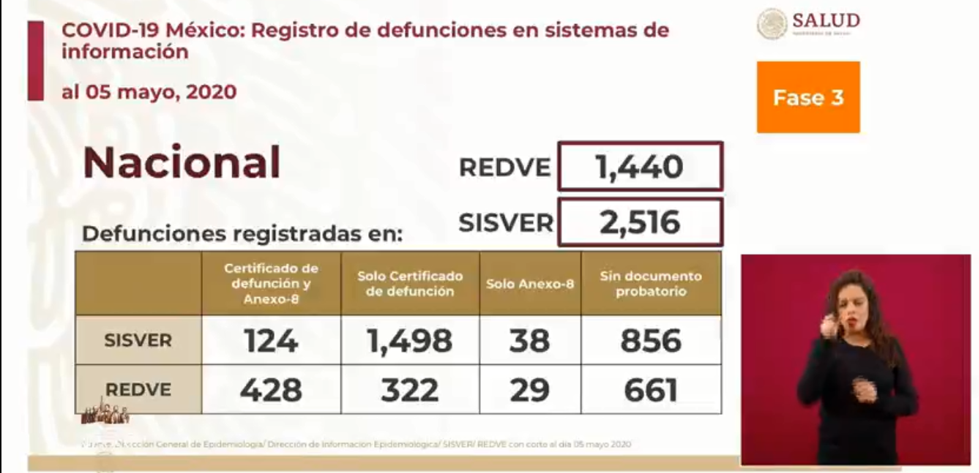 COVID-19 México: Registro de defunciones en sistemas de
información
al 05 mayo, 2020
SALUD
SECRETARÍA DE SALUD
Fase 3
Nacional
REDVE 1,440
SISVER 2,516
Defunciones registradas en:
Certificado de defunción y Anexo-8 Solo Certificado de defunción Solo Anexo-8 Sin documento probatorio
SISVER 124 1,498 38 856
REDVE 428 322 29 661
General de Epidemiología/ Dirección de Información Epidemiológica/ SISVER/ REDVE con corte al día 05 mayo 2020